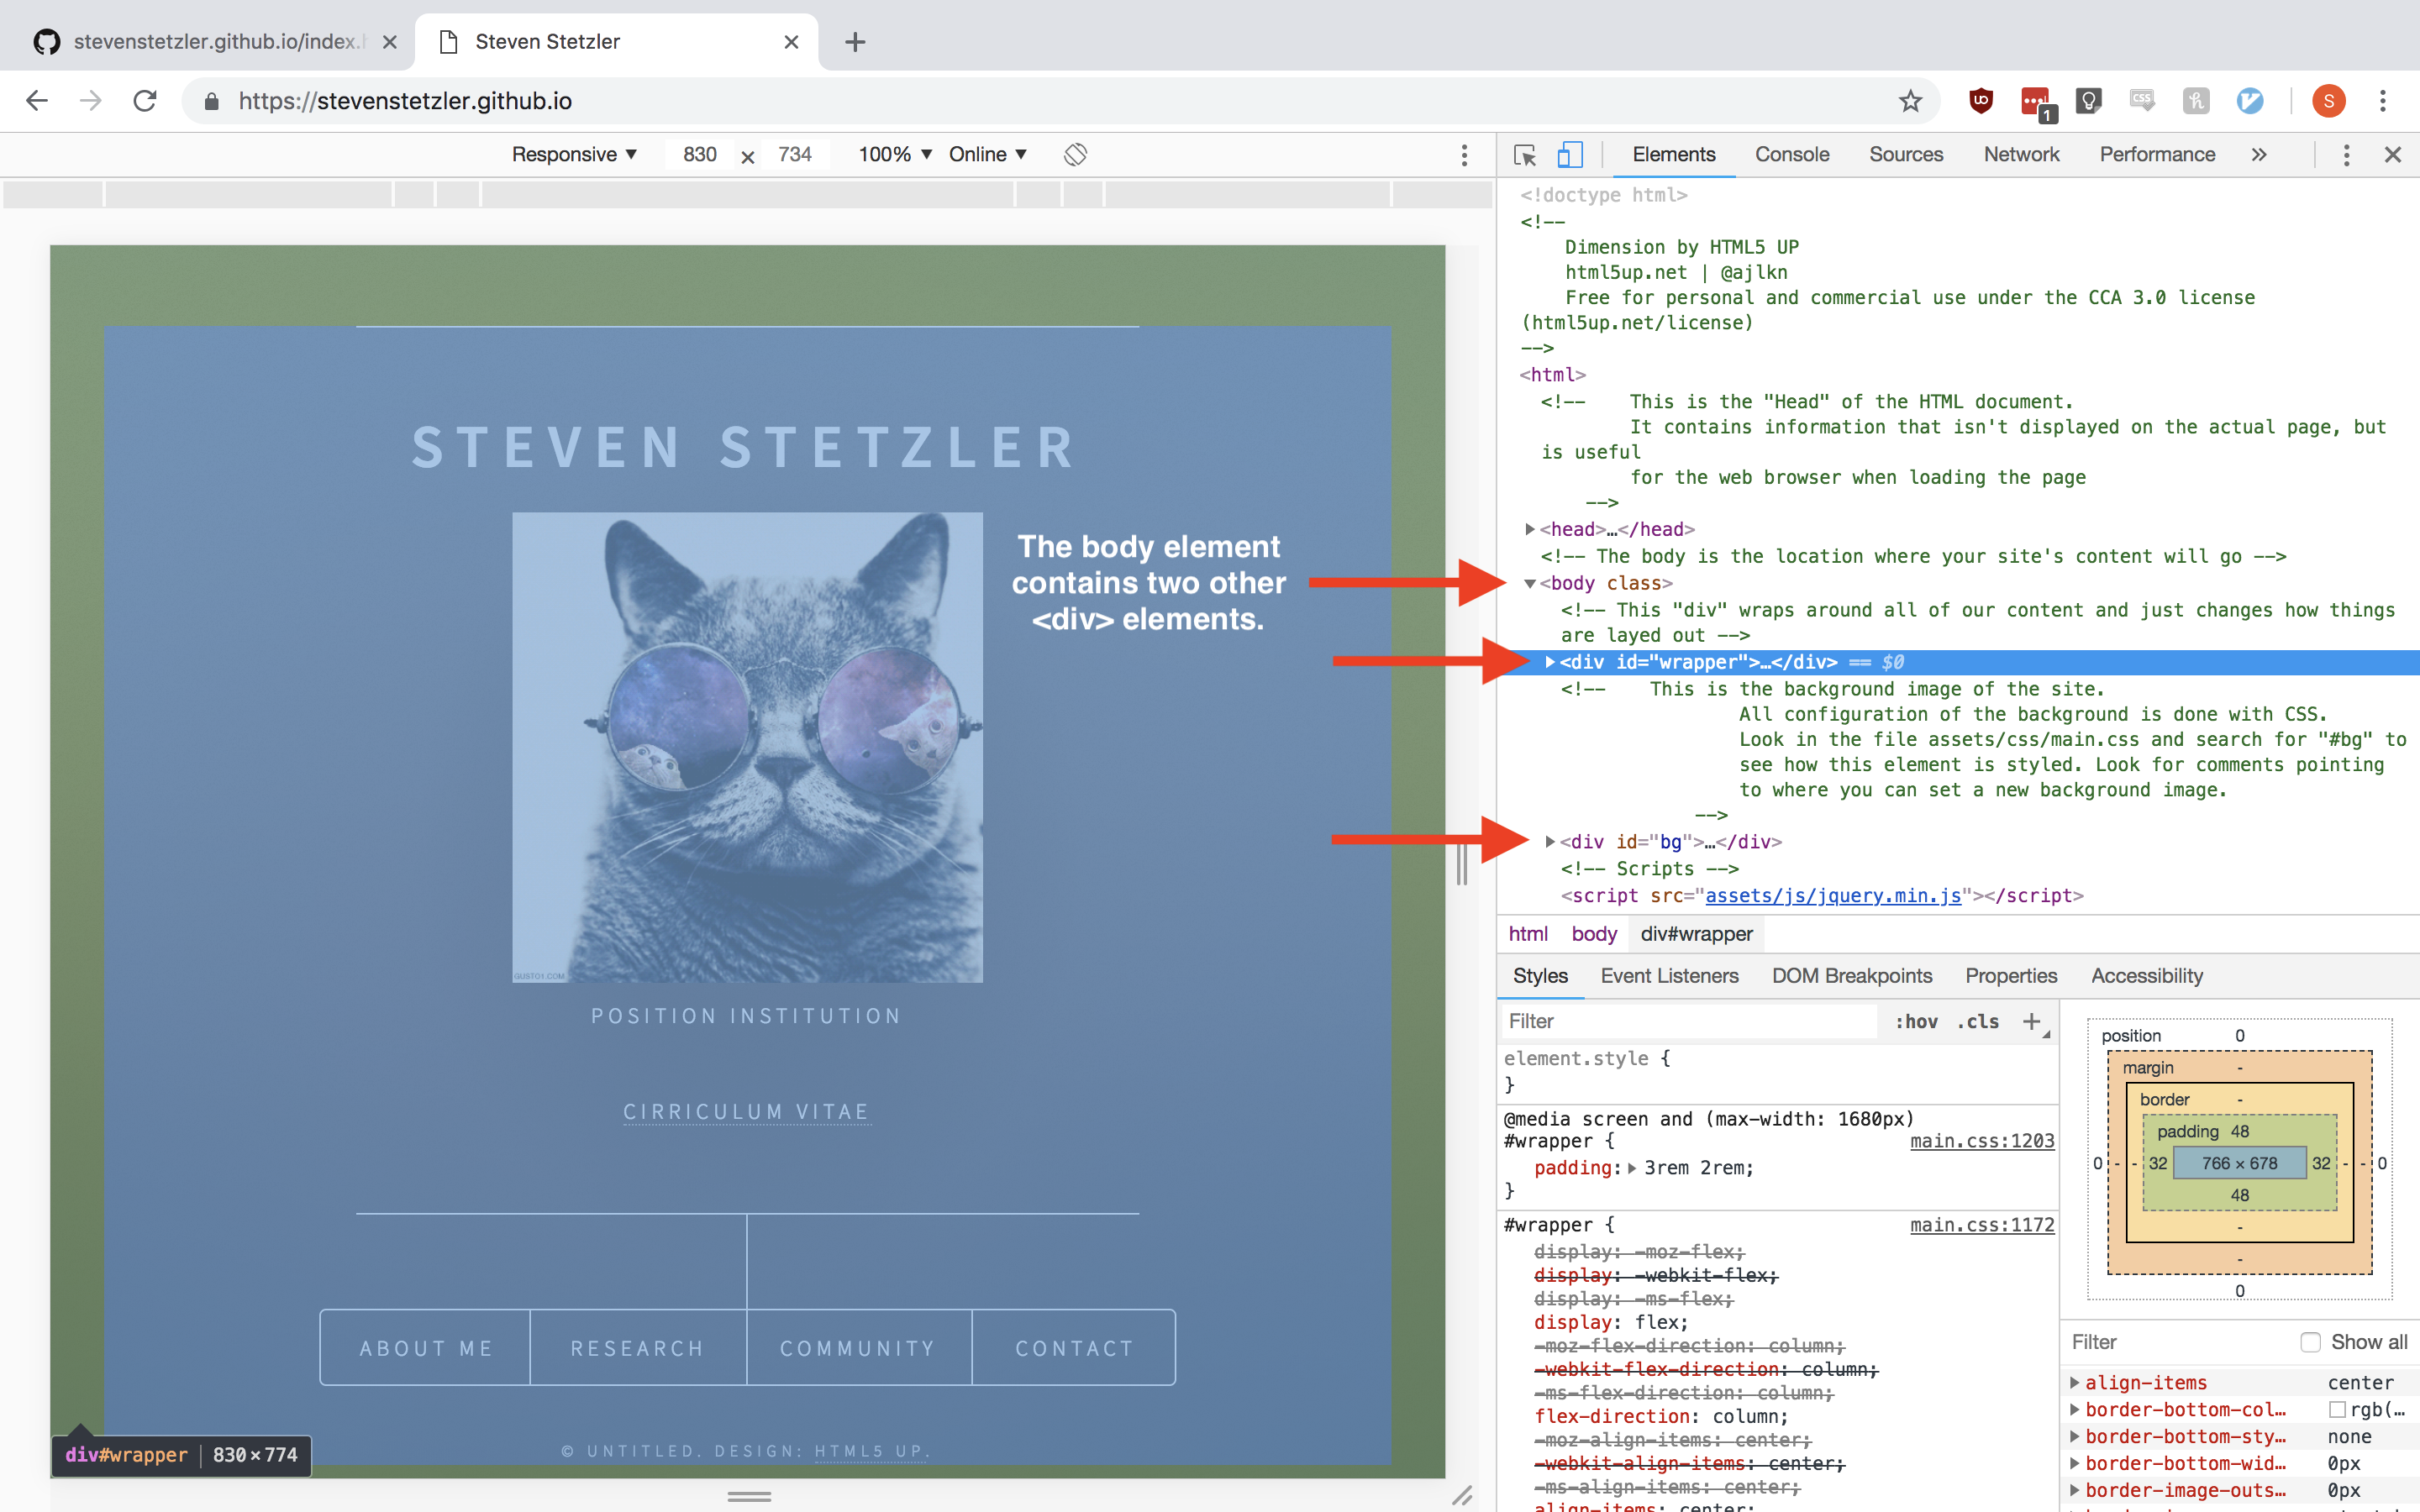 stevenstetzler.github.io/index.h
Steven Stetzler
https://stevenstetzler.github.io
1
S
Responsive ▼ 830 × 734 100% ▼ Online ▼
Elements Console Sources Network Performance »
<!doctype html>
<!--
Dimension by HTML5 UP
html5up.net | @ajlkn
Free for personal and commercial use under the CCA 3.0 license
(html5up.net/license)
-->
<html>
<!-- This is the "Head" of the HTML document.
It contains information that isn't displayed on the actual page, but
is useful
for the web browser when loading the page
-->
<head>…</head>
<!-- The body is the location where your site's content will go -->
<body class>
<!-- This "div" wraps around all of our content and just changes how things
are layed out -->
<div id="wrapper">…</div> == $0
<!-- This is the background image of the site.
All configuration of the background is done with CSS.
Look in the file assets/css/main.css and search for "#bg" to
see how this element is styled. Look for comments pointing
to where you can set a new background image.
-->
<div id="bg">…</div>
<!-- Scripts -->
<script src="assets/js/jquery.min.js"></script>
html body div#wrapper
STEVEN STETZLER
The body element
contains two other
<div> elements.
GUSTO1.COM
POSITION INSTITUTION
CIRRICULUM VITAE
ABOUT ME RESEARCH COMMUNITY CONTACT
© UNTITLED. DESIGN: HTML5 UP.
div#wrapper | 830 × 774
Styles Event Listeners DOM Breakpoints Properties Accessibility
Filter :hov .cls +
element.style {
}
@media screen and (max-width: 1680px)
#wrapper { main.css:1203
padding: 3rem 2rem;
}
#wrapper { main.css:1172
display: -moz-flex;
display: -webkit-flex;
display: -ms-flex;
display: flex;
-moz-flex-direction: column;
-webkit-flex-direction: column;
-ms-flex-direction: column;
flex-direction: column;
-moz-align-items: center;
-webkit-align-items: center;
-ms-align-items: center;
align-items: center;
position 0
margin -
border -
padding 48
0 - - 32 766 × 678 32 - - 0
48
-
-
0
Filter Show all
align-items center
border-bottom-col… rgb(…
border-bottom-sty… none
border-bottom-wid… 0px
border-image-outs… 0px